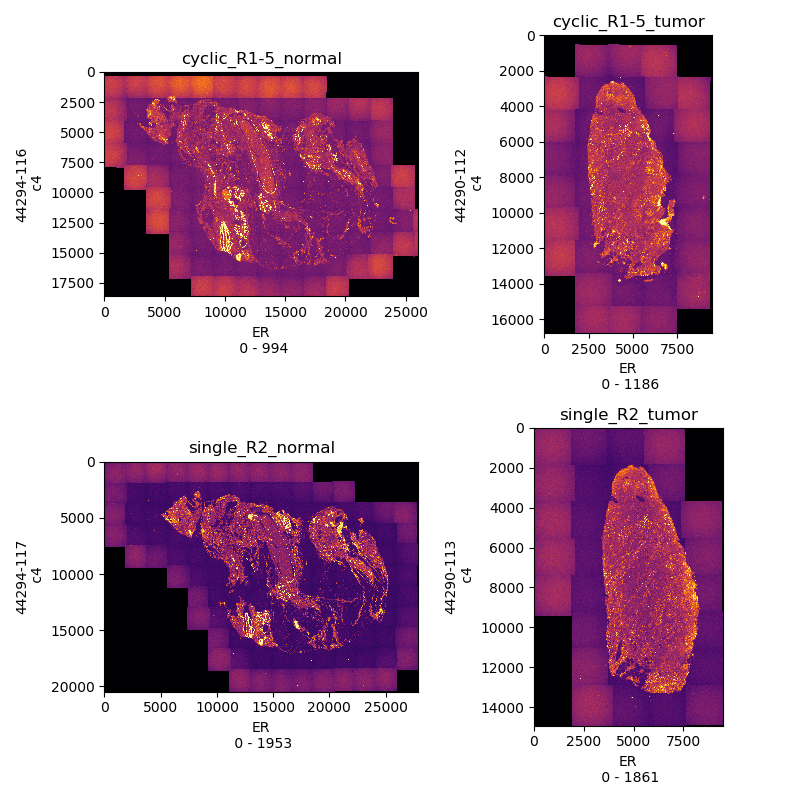 cyclic_R1-5_normal
0
2500
5000
7500
10000
12500
15000
17500
44294-116
c4
0 5000 10000 15000 20000 25000
ER
0 - 994
cyclic_R1-5_tumor
0
2000
4000
6000
8000
10000
12000
14000
16000
44290-112
c4
0 2500 5000 7500
ER
0 - 1186
single_R2_normal
0
5000
10000
15000
20000
44294-117
c4
0 5000 10000 15000 20000 25000
ER
0 - 1953
single_R2_tumor
0
2000
4000
6000
8000
10000
12000
14000
44290-113
c4
0 2500 5000 7500
ER
0 - 1861